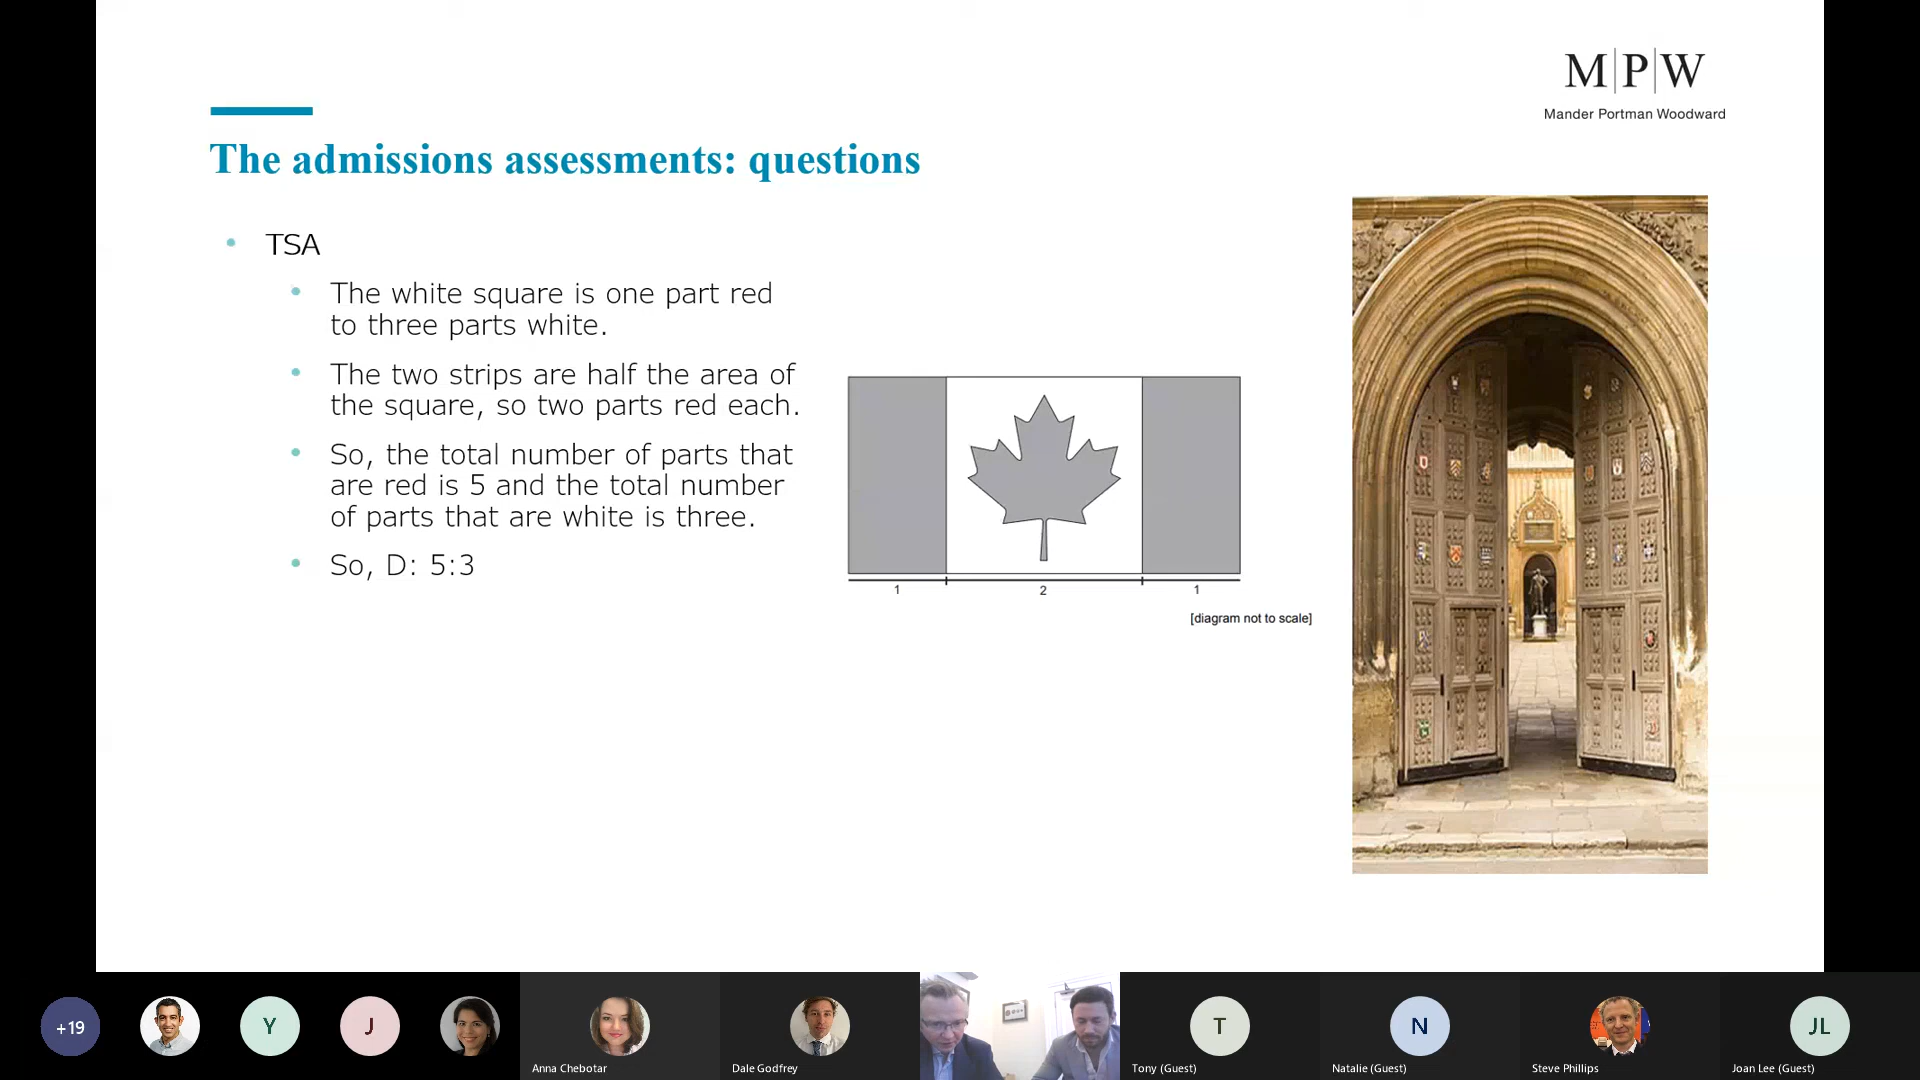 M|P|W
Mander Portman Woodward
The admissions assessments: questions
TSA
The white square is one part red
to three parts white.
The two strips are half the area of
the square, so two parts red each.
So, the total number of parts that
are red is 5 and the total number
of parts that are white is three.
So, D: 5:3
1
2
1
[diagram not to scale]
+19
Y
J
Anna Chebotar
Dale Godfrey
T
Tony (Guest)
N
Natalie (Guest)
Steve Phillips
JL
Joan Lee (Guest)